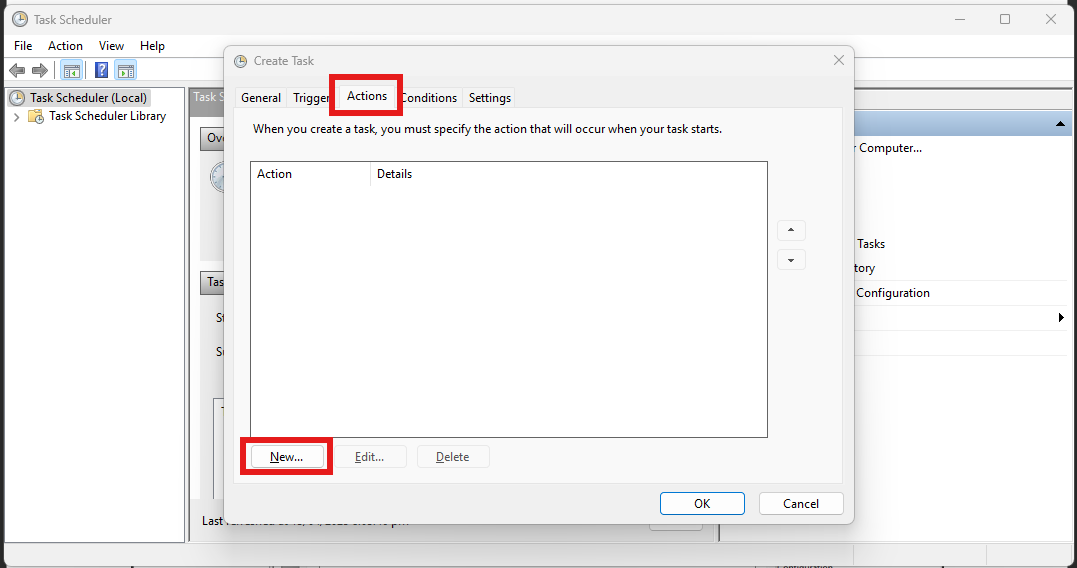 Task Scheduler
File Action View Help
Create Task
Task Scheduler (Local)
Task Scheduler Library
General Trigger Actions Conditions Settings
When you create a task, you must specify the action that will occur when your task starts.
Action Details
Computer...
Tasks
Configuration
New... Edit... Delete
OK Cancel
Last